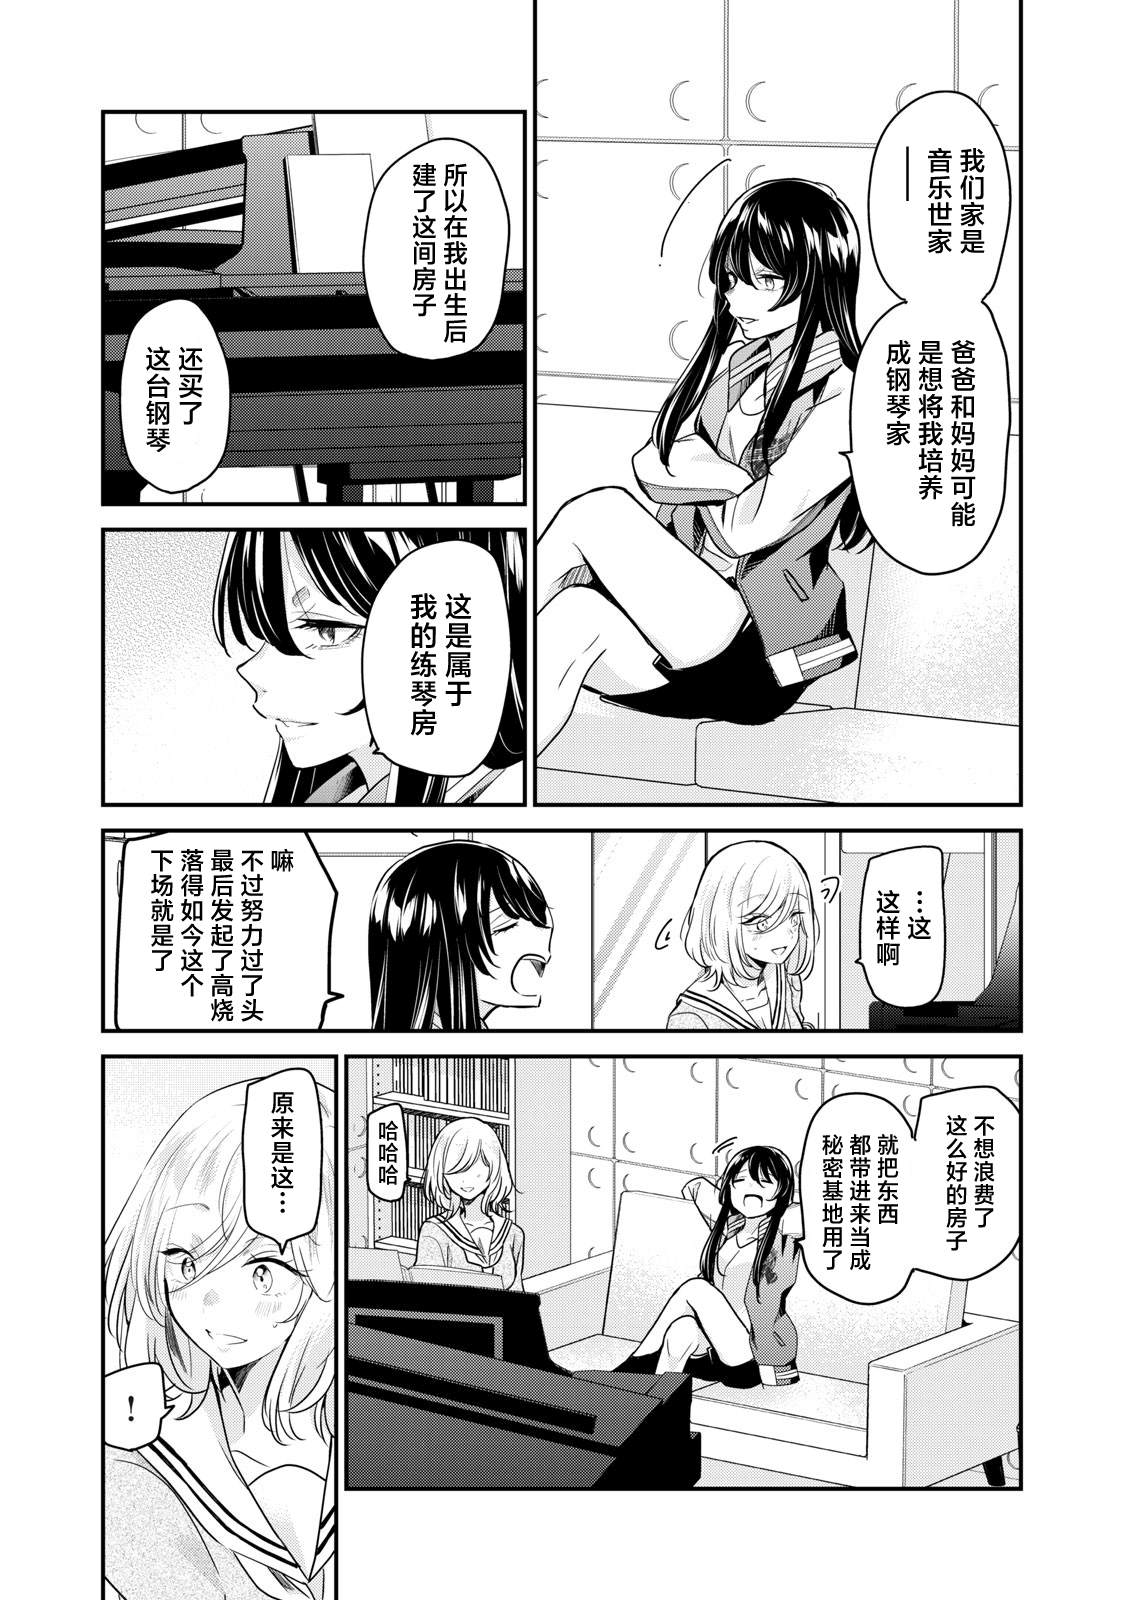 我们家是
音乐世家
——
爸爸和妈妈可能
是想将我培养
成钢琴家
所以在我出生后
建了这间房子
还买了
这台钢琴
这是属于
我的练琴房
…这
这样啊
嘛
不过努力过了头
最后发起了高烧
落得如今这个
下场就是了
不想浪费了
这么好的房子
就把东西
都带进来当成
秘密基地用了
哈哈哈
原来是这…
！